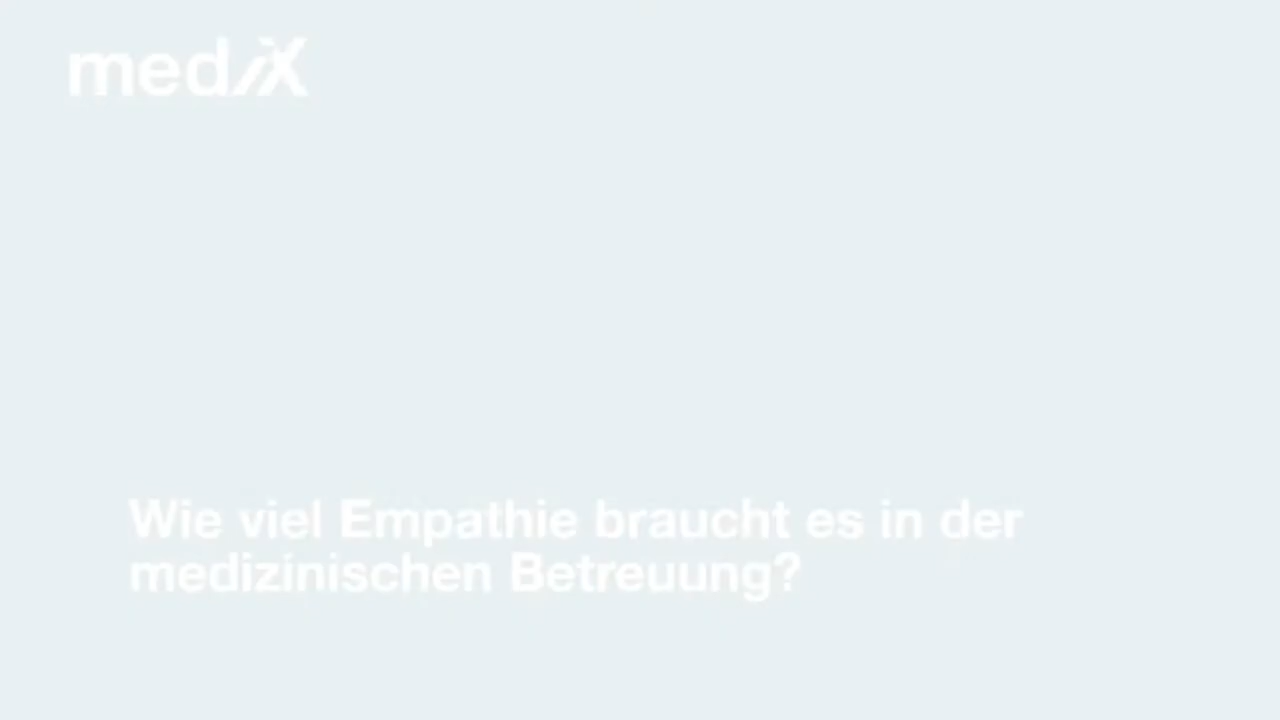 mediX
Wie viel Empathie braucht es in der
medizinischen Betreuung?